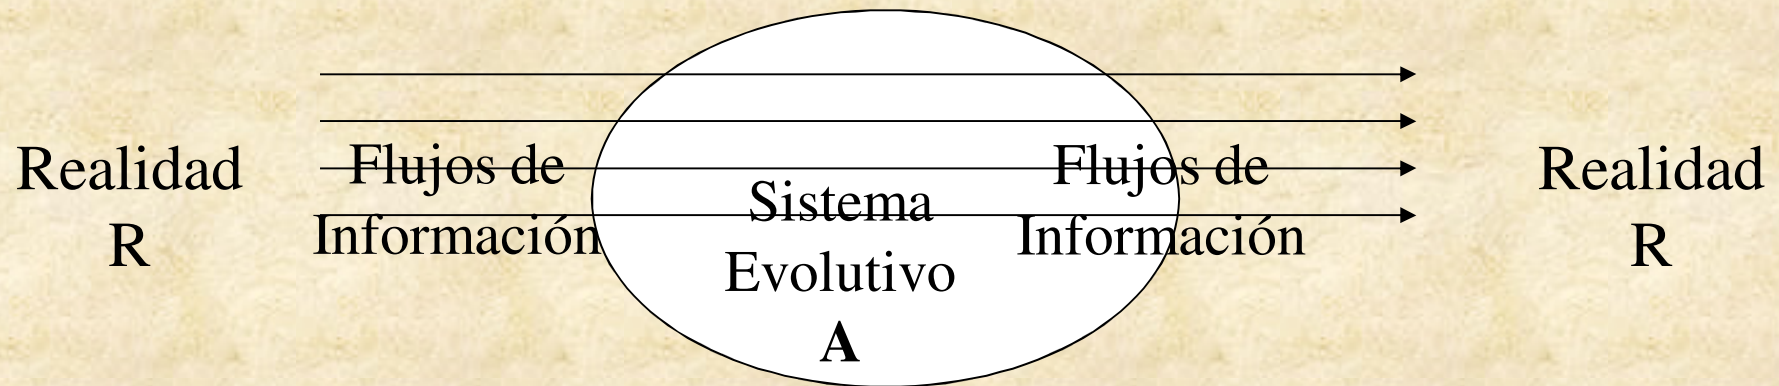 Realidad
R
Flujos de
Información
Sistema
Evolutivo
A
Flujos de
Información
Realidad
R